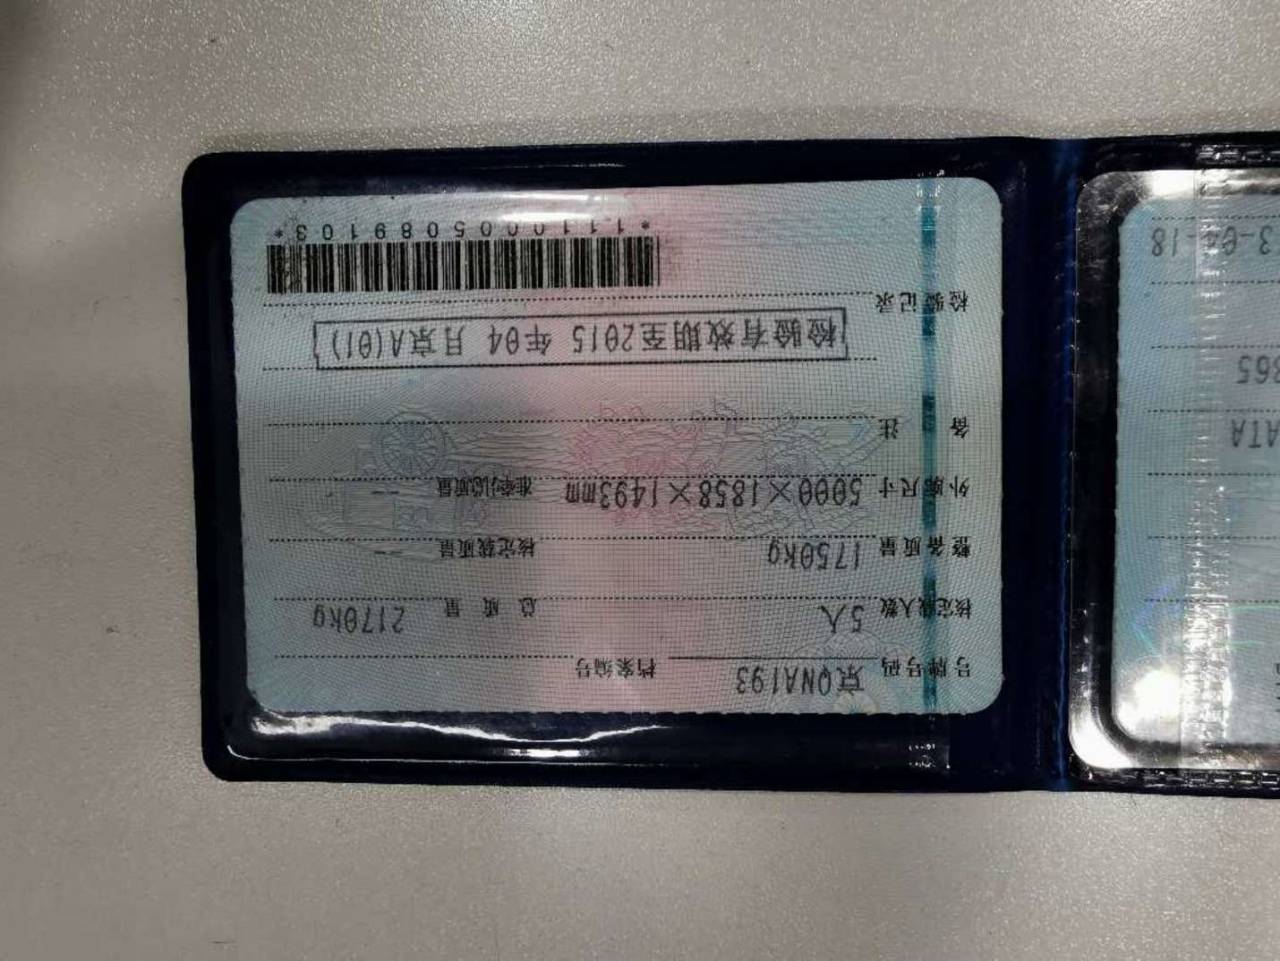 号牌号码 京QNA193 档案编号
核定载人数 5人 总质量 2170kg
整备质量 1750kg 核定载质量 --
外廓尺寸 5000×1858×1493mm 准牵引总质量 --
备注
检验有效期至2015 年04 月京A(01)
检验记录
*1110005089103*
ATA
365
3-04-18